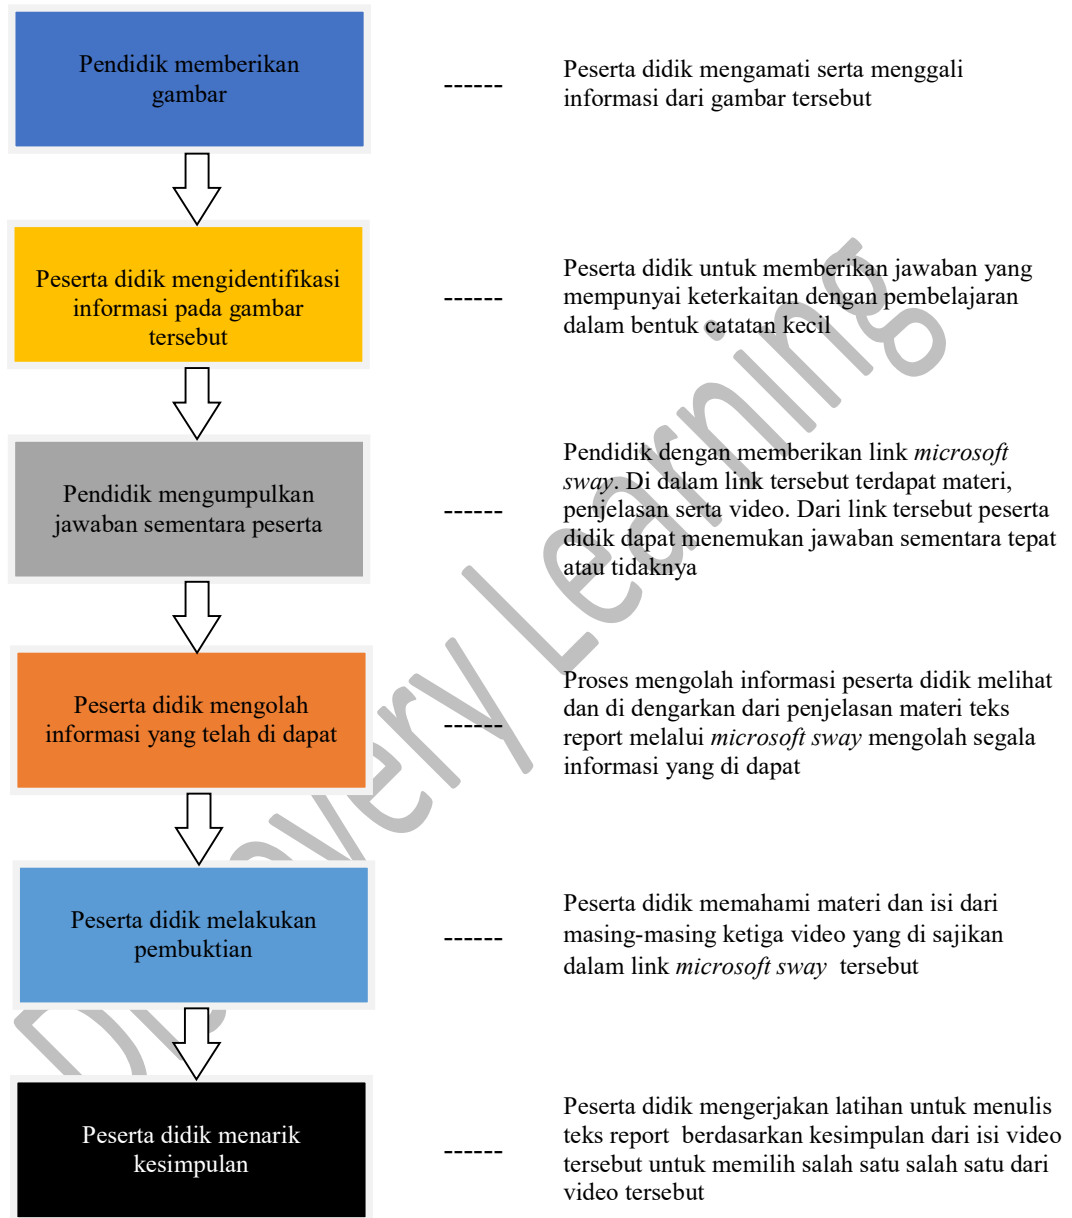 Pendidik memberikan
gambar
------
Peserta didik mengamati serta menggali
informasi dari gambar tersebut
Peserta didik mengidentifikasi
informasi pada gambar
tersebut
------
Peserta didik untuk memberikan jawaban yang
mempunyai keterkaitan dengan pembelajaran
dalam bentuk catatan kecil
Pendidik mengumpulkan
jawaban sementara peserta
------
Pendidik dengan memberikan link microsoft
sway. Di dalam link tersebut terdapat materi,
penjelasan serta video. Dari link tersebut peserta
didik dapat menemukan jawaban sementara tepat
atau tidaknya
Peserta didik mengolah
informasi yang telah di dapat
------
Proses mengolah informasi peserta didik melihat
dan di dengarkan dari penjelasan materi teks
report melalui microsoft sway mengolah segala
informasi yang di dapat
Peserta didik melakukan
pembuktian
------
Peserta didik memahami materi dan isi dari
masing-masing ketiga video yang di sajikan
dalam link microsoft sway tersebut
Peserta didik menarik
kesimpulan
------
Peserta didik mengerjakan latihan untuk menulis
teks report berdasarkan kesimpulan dari isi video
tersebut untuk memilih salah satu salah satu dari
video tersebut
Learning